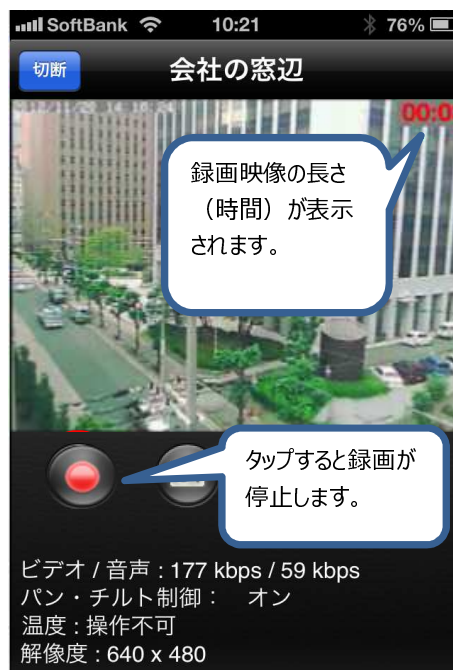 SoftBank 10:21 76%
切断 会社の窓辺
00:0
録画映像の長さ
(時間)が表示
されます。
タップすると録画が
停止します。
ビデオ / 音声 : 177 kbps / 59 kbps
パン・チルト制御： オン
温度 : 操作不可
解像度 : 640 x 480